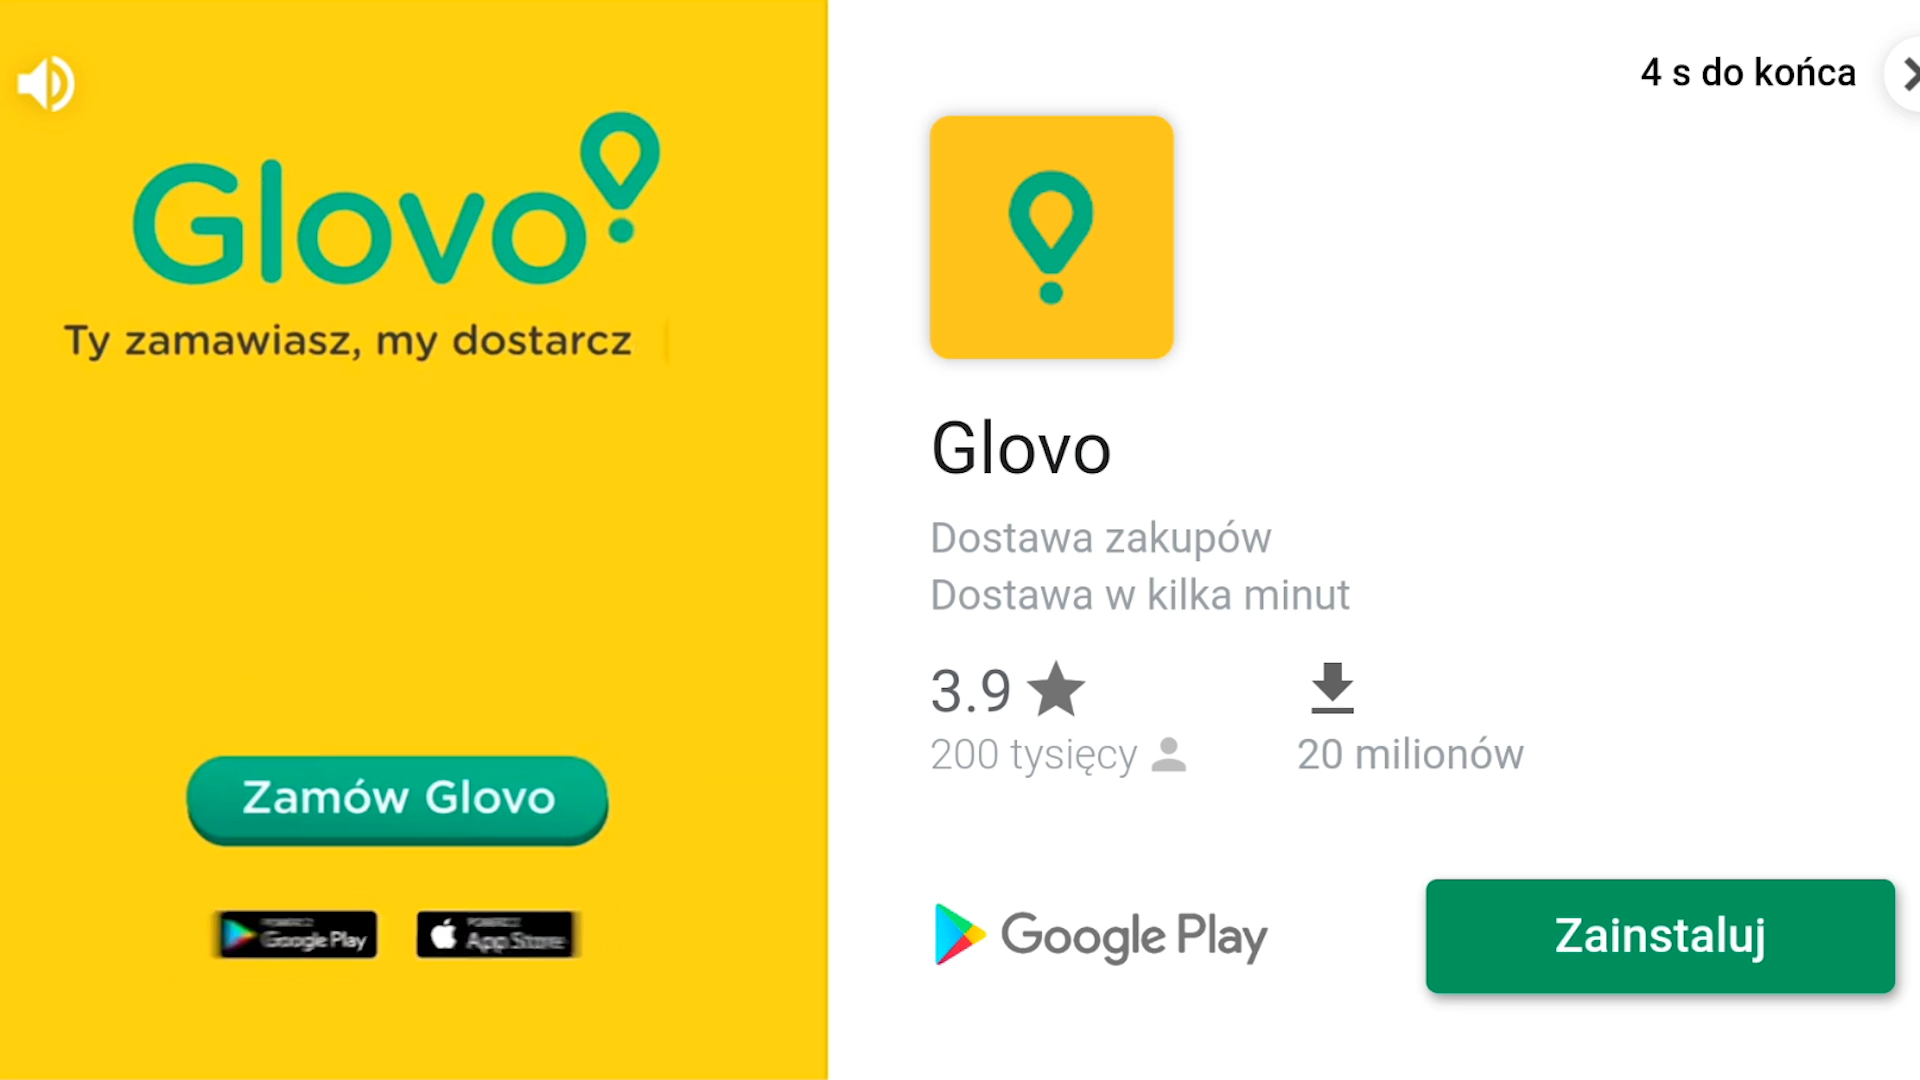 Glovo
Ty zamawiasz, my dostarcz
Zamów Glovo
Google Play
App Store
4 s do końca
Glovo
Dostawa zakupów
Dostawa w kilka minut
3.9
200 tysięcy
20 milionów
Google Play
Zainstaluj